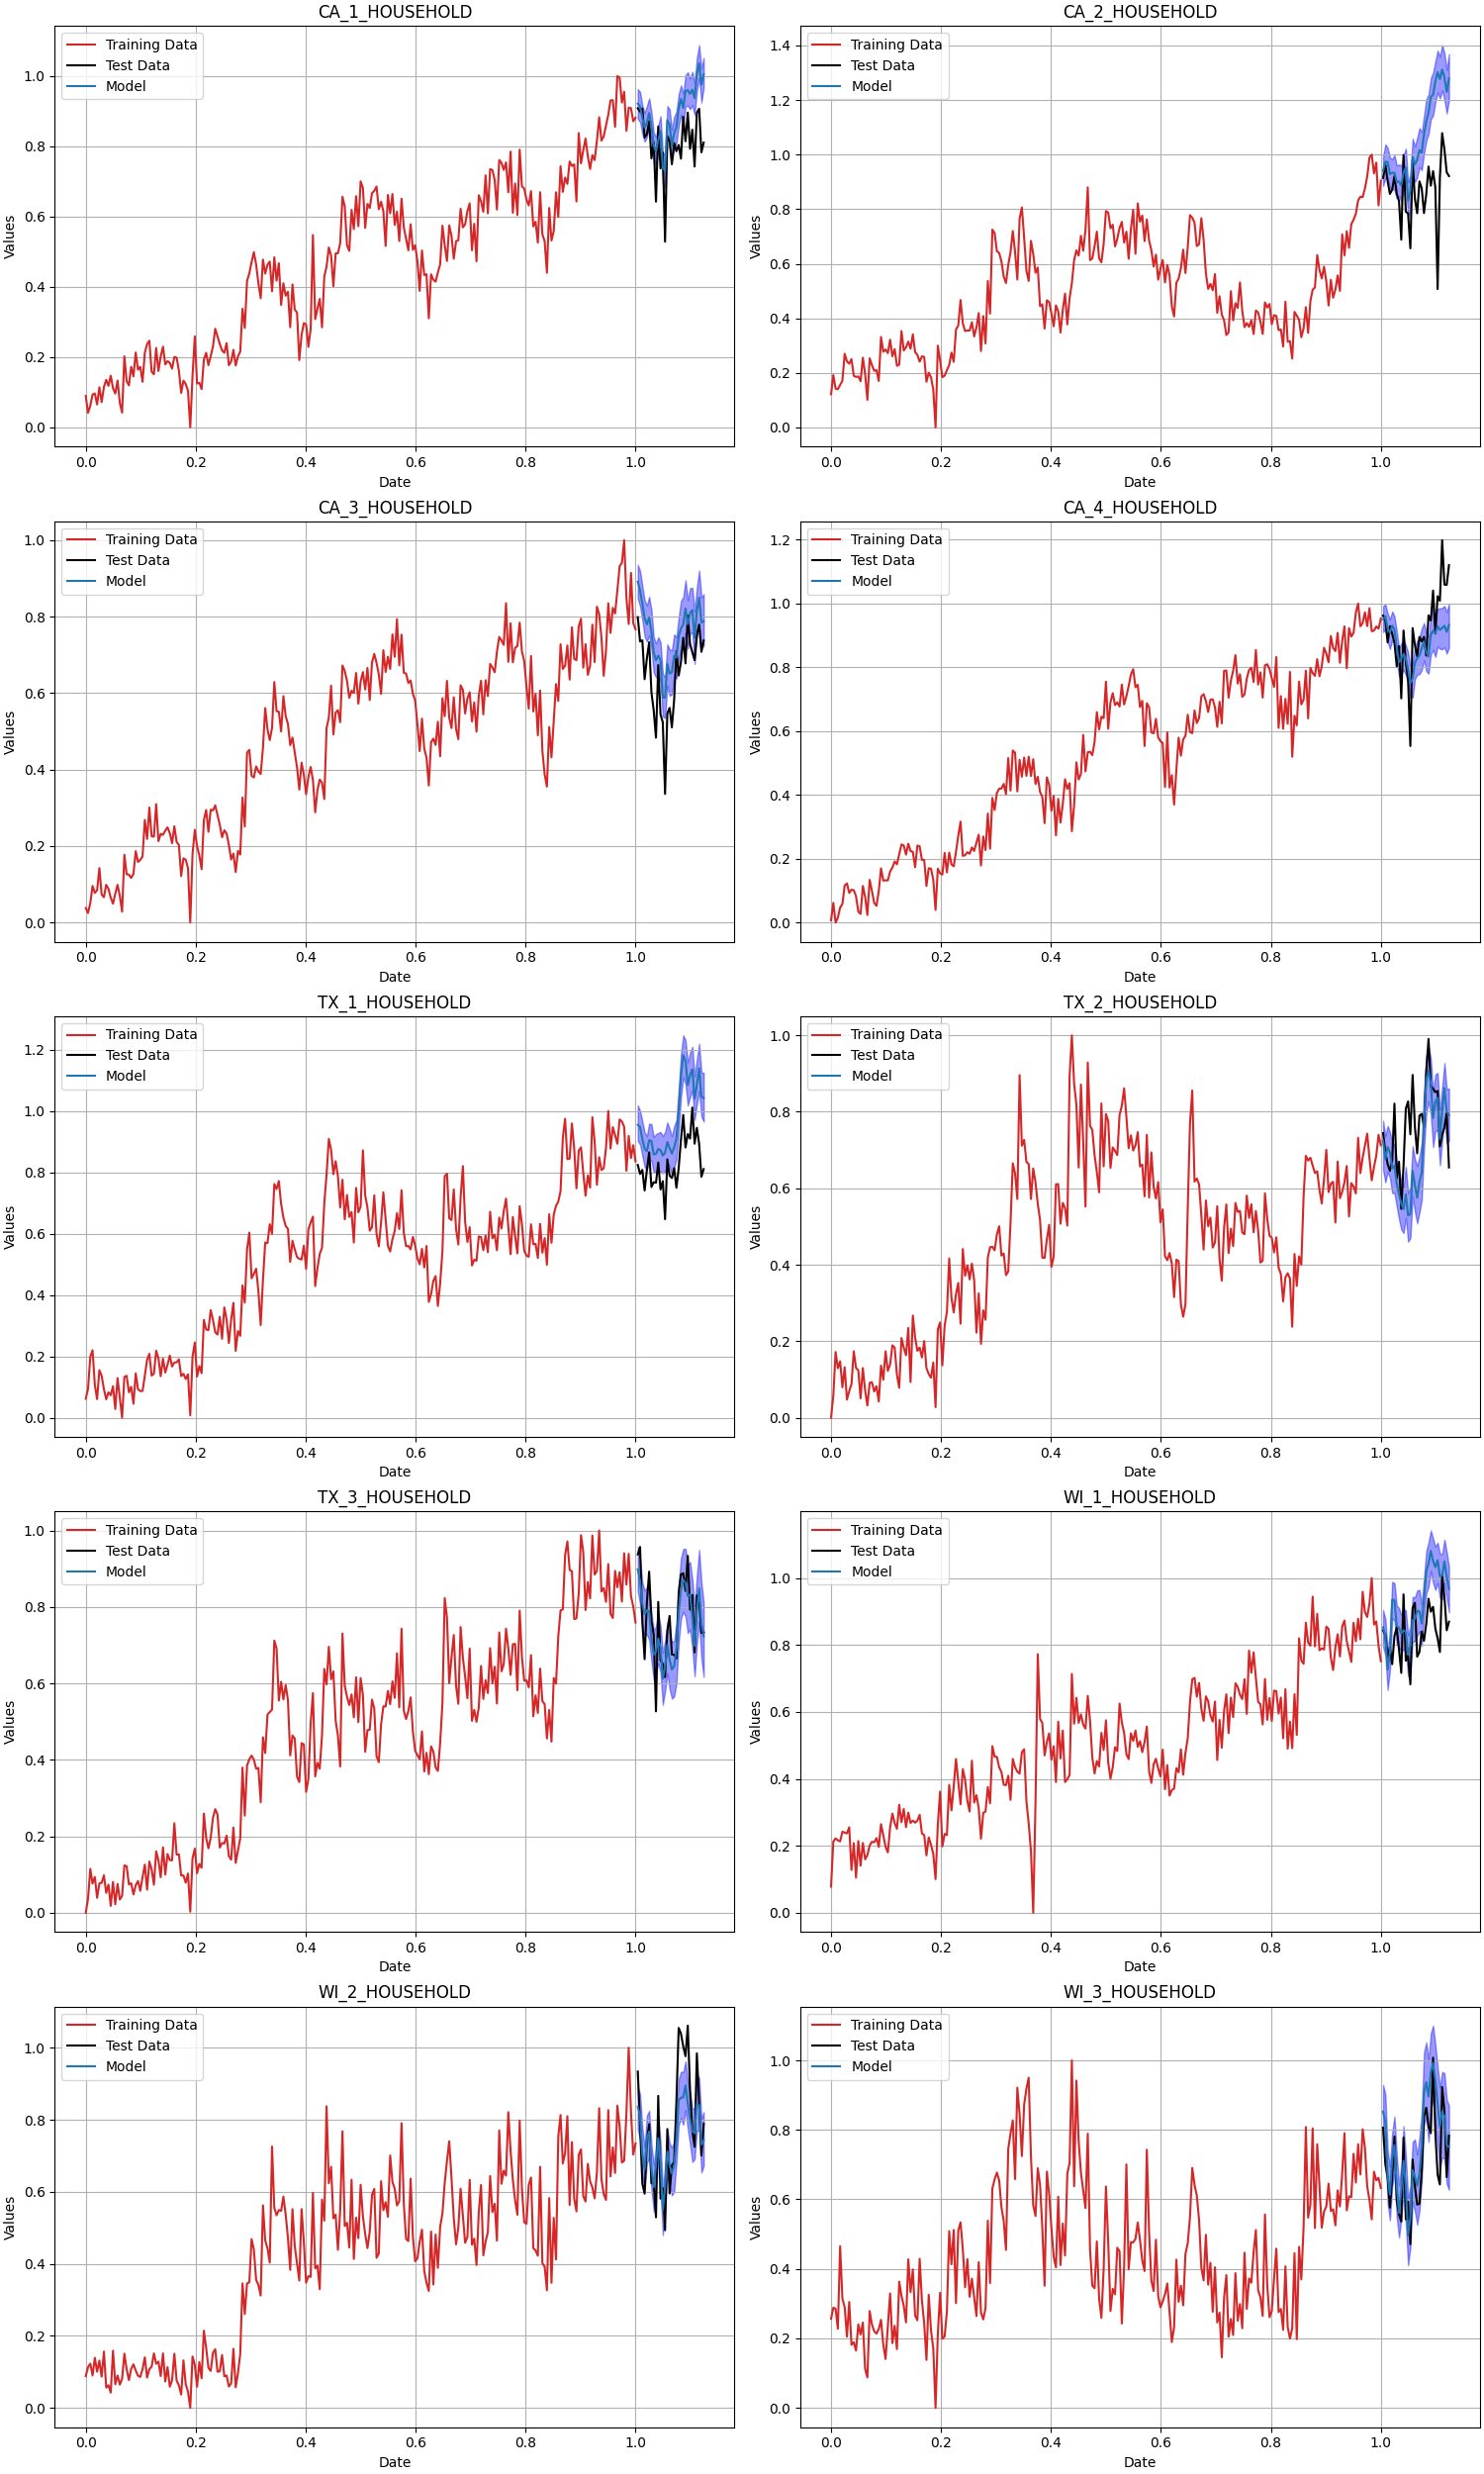 CA_1_HOUSEHOLD
Training Data
Test Data
Model
Values
1.0
0.8
0.6
0.4
0.2
0.0
0.0 0.2 0.4 0.6 0.8 1.0
Date
CA_2_HOUSEHOLD
Training Data
Test Data
Model
Values
1.4
1.2
1.0
0.8
0.6
0.4
0.2
0.0
0.0 0.2 0.4 0.6 0.8 1.0
Date
CA_3_HOUSEHOLD
Training Data
Test Data
Model
Values
1.0
0.8
0.6
0.4
0.2
0.0
0.0 0.2 0.4 0.6 0.8 1.0
Date
CA_4_HOUSEHOLD
Training Data
Test Data
Model
Values
1.2
1.0
0.8
0.6
0.4
0.2
0.0
0.0 0.2 0.4 0.6 0.8 1.0
Date
TX_1_HOUSEHOLD
Training Data
Test Data
Model
Values
1.2
1.0
0.8
0.6
0.4
0.2
0.0
0.0 0.2 0.4 0.6 0.8 1.0
Date
TX_2_HOUSEHOLD
Training Data
Test Data
Model
Values
1.0
0.8
0.6
0.4
0.2
0.0
0.0 0.2 0.4 0.6 0.8 1.0
Date
TX_3_HOUSEHOLD
Training Data
Test Data
Model
Values
1.0
0.8
0.6
0.4
0.2
0.0
0.0 0.2 0.4 0.6 0.8 1.0
Date
WI_1_HOUSEHOLD
Training Data
Test Data
Model
Values
1.0
0.8
0.6
0.4
0.2
0.0
0.0 0.2 0.4 0.6 0.8 1.0
Date
WI_2_HOUSEHOLD
Training Data
Test Data
Model
Values
1.0
0.8
0.6
0.4
0.2
0.0
0.0 0.2 0.4 0.6 0.8 1.0
Date
WI_3_HOUSEHOLD
Training Data
Test Data
Model
Values
1.0
0.8
0.6
0.4
0.2
0.0
0.0 0.2 0.4 0.6 0.8 1.0
Date